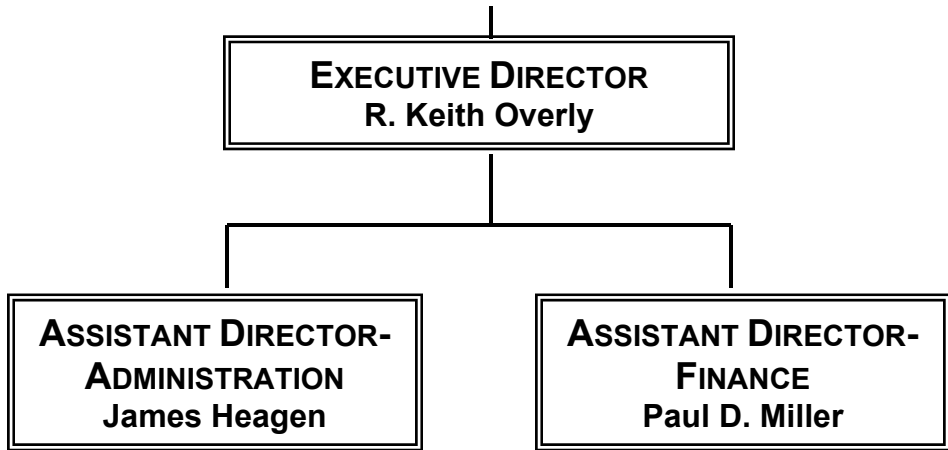 EXECUTIVE DIRECTOR
R. Keith Overly
ASSISTANT DIRECTOR-
ADMINISTRATION
James Heagen
ASSISTANT DIRECTOR-
FINANCE
Paul D. Miller